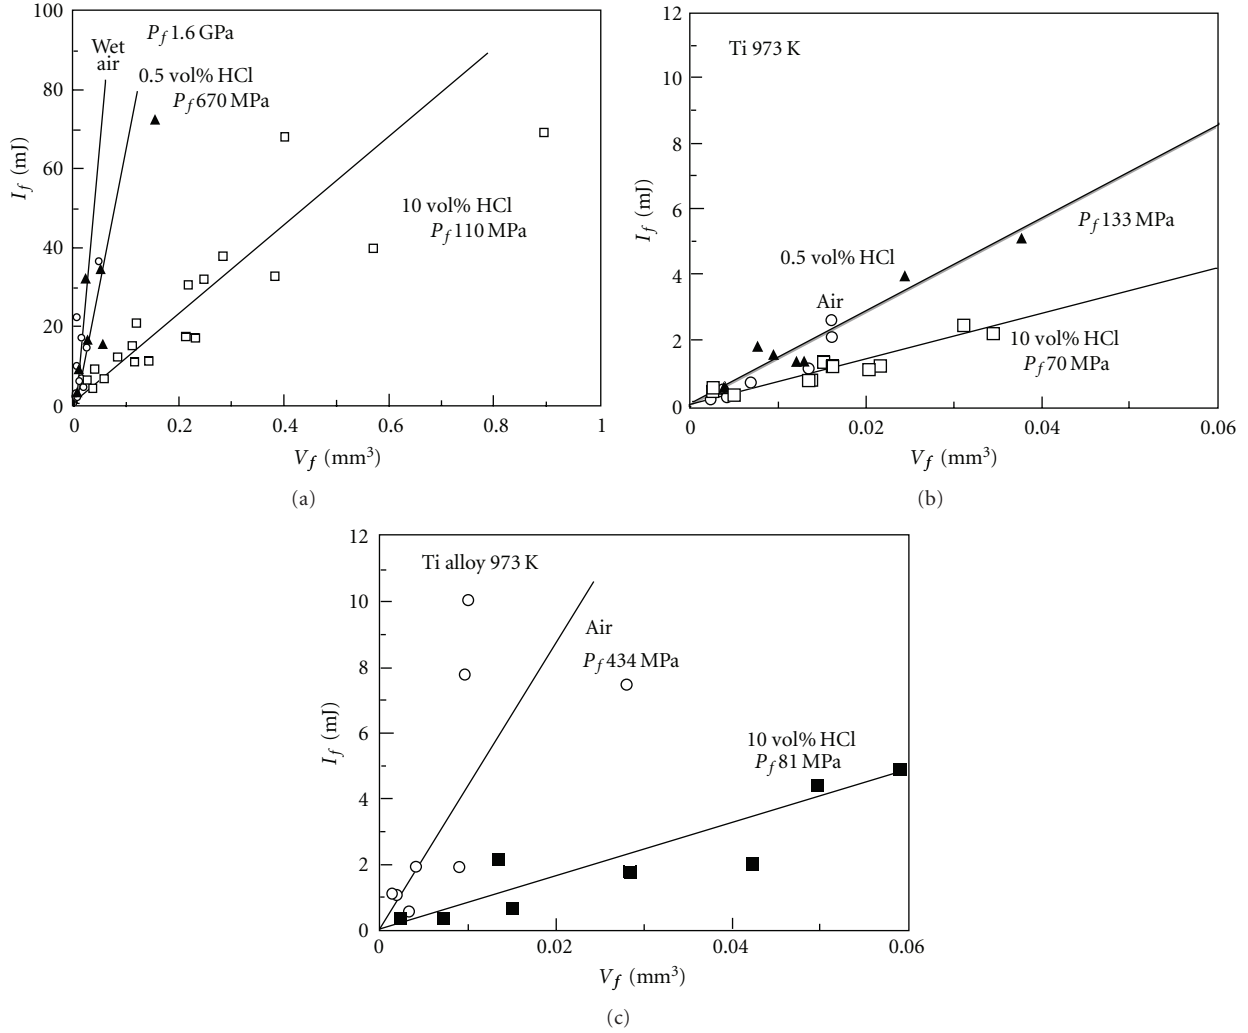 100
80
60
40
20
0
I_f (mJ)
Wet
air
P_f 1.6 GPa
0.5 vol% HCl
P_f 670 MPa
10 vol% HCl
P_f 110 MPa
0 0.2 0.4 0.6 0.8 1
V_f (mm³)
(a)
12
10
8
6
4
2
0
I_f (mJ)
Ti 973 K
0.5 vol% HCl
P_f 133 MPa
Air
10 vol% HCl
P_f 70 MPa
0 0.02 0.04 0.06
V_f (mm³)
(b)
12
10
8
6
4
2
0
I_f (mJ)
Ti alloy 973 K
Air
P_f 434 MPa
10 vol% HCl
P_f 81 MPa
0 0.02 0.04 0.06
V_f (mm³)
(c)